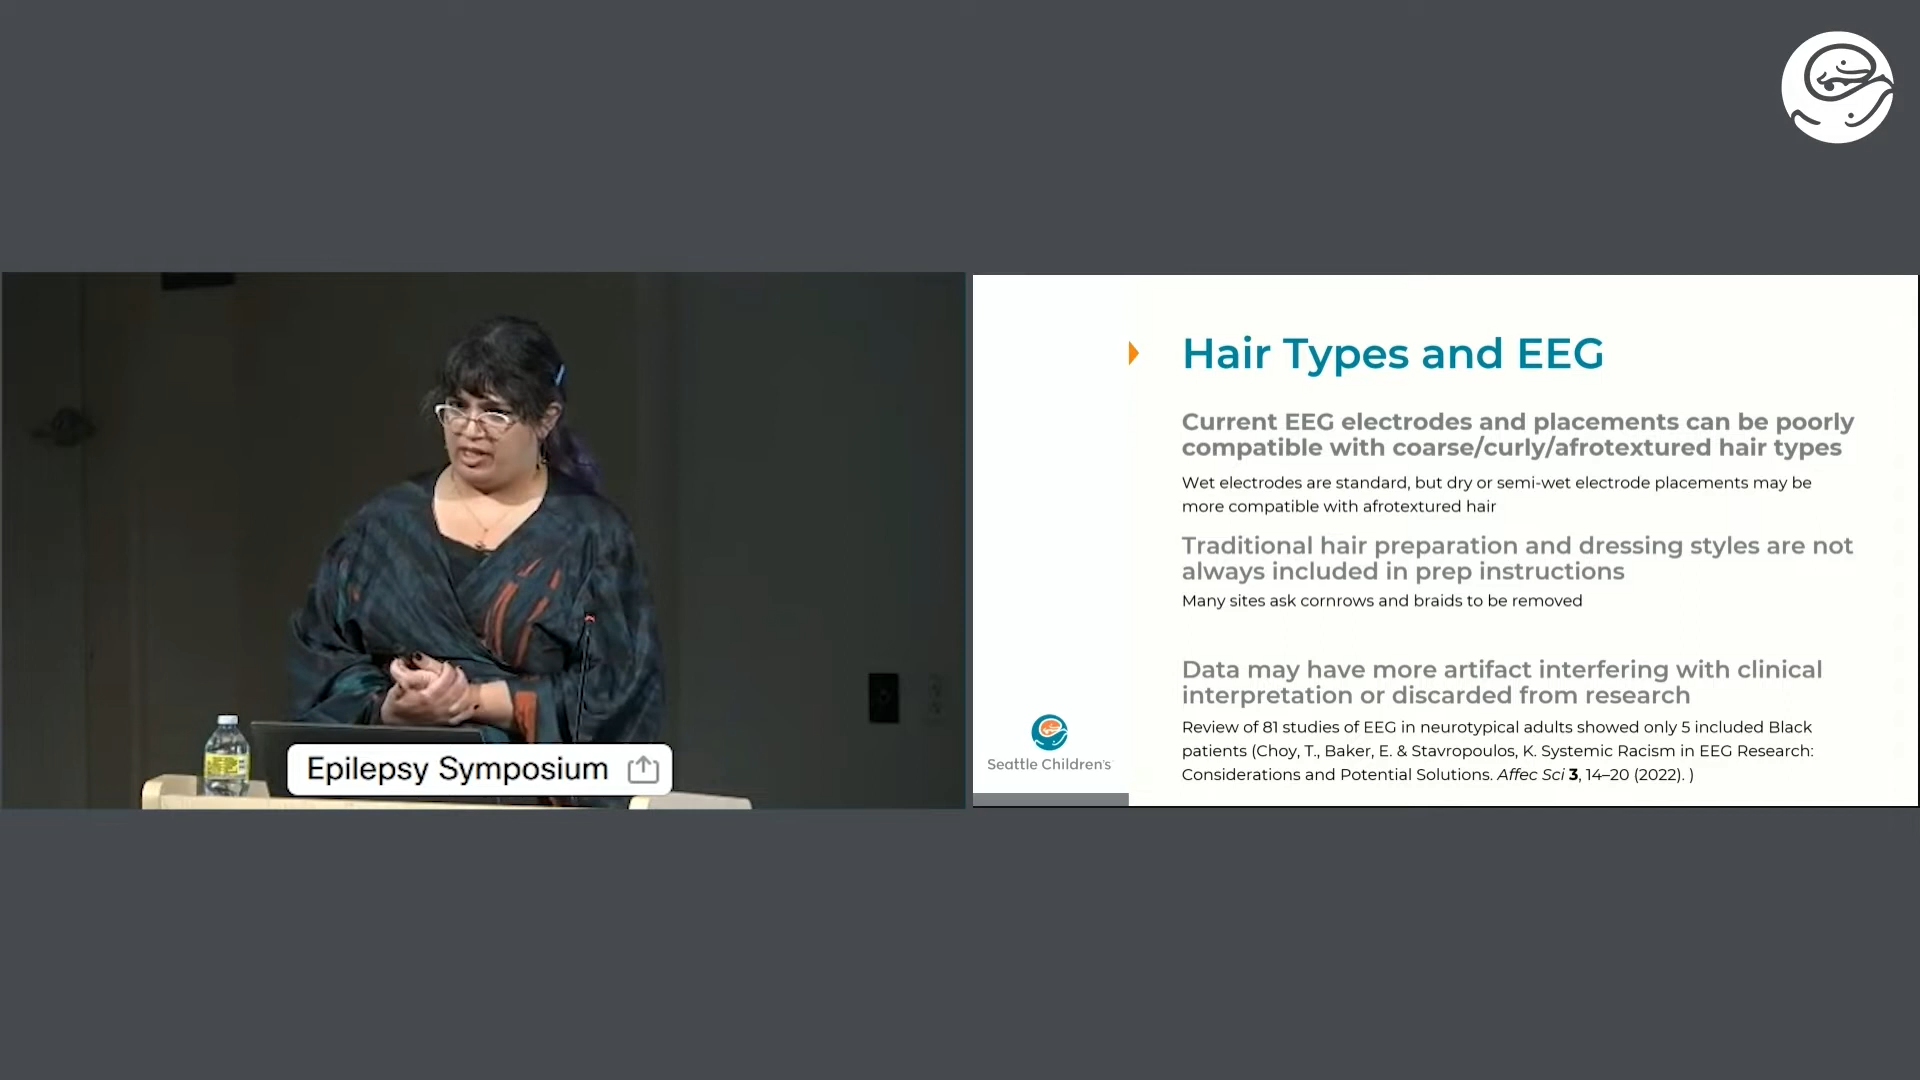 Hair Types and EEG
Current EEG electrodes and placements can be poorly
compatible with coarse/curly/afrotextured hair types
Wet electrodes are standard, but dry or semi-wet electrode placements may be
more compatible with afrotextured hair
Traditional hair preparation and dressing styles are not
always included in prep instructions
Many sites ask cornrows and braids to be removed
Data may have more artifact interfering with clinical
interpretation or discarded from research
Review of 81 studies of EEG in neurotypical adults showed only 5 included Black
patients (Choy, T., Baker, E. & Stavropoulos, K. Systemic Racism in EEG Research:
Considerations and Potential Solutions. Affec Sci 3, 14–20 (2022). )
Seattle Children's
Epilepsy Symposium